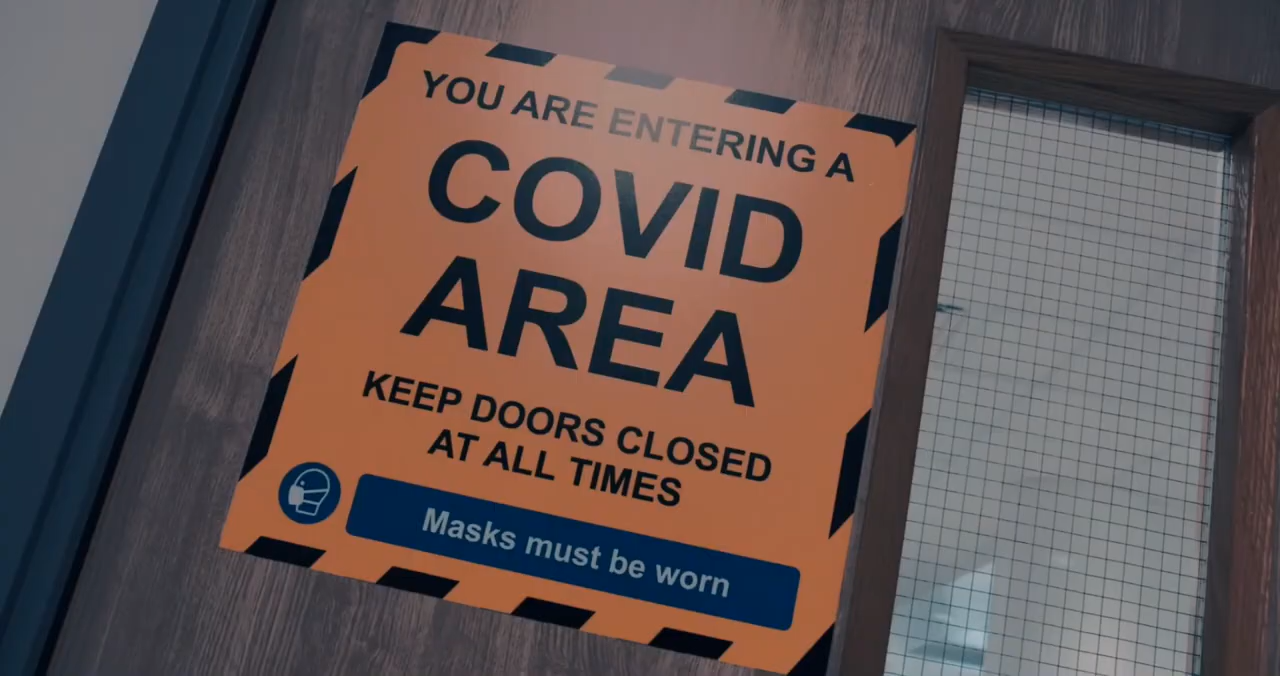 YOU ARE ENTERING A
COVID
AREA
KEEP DOORS CLOSED
AT ALL TIMES
Masks must be worn